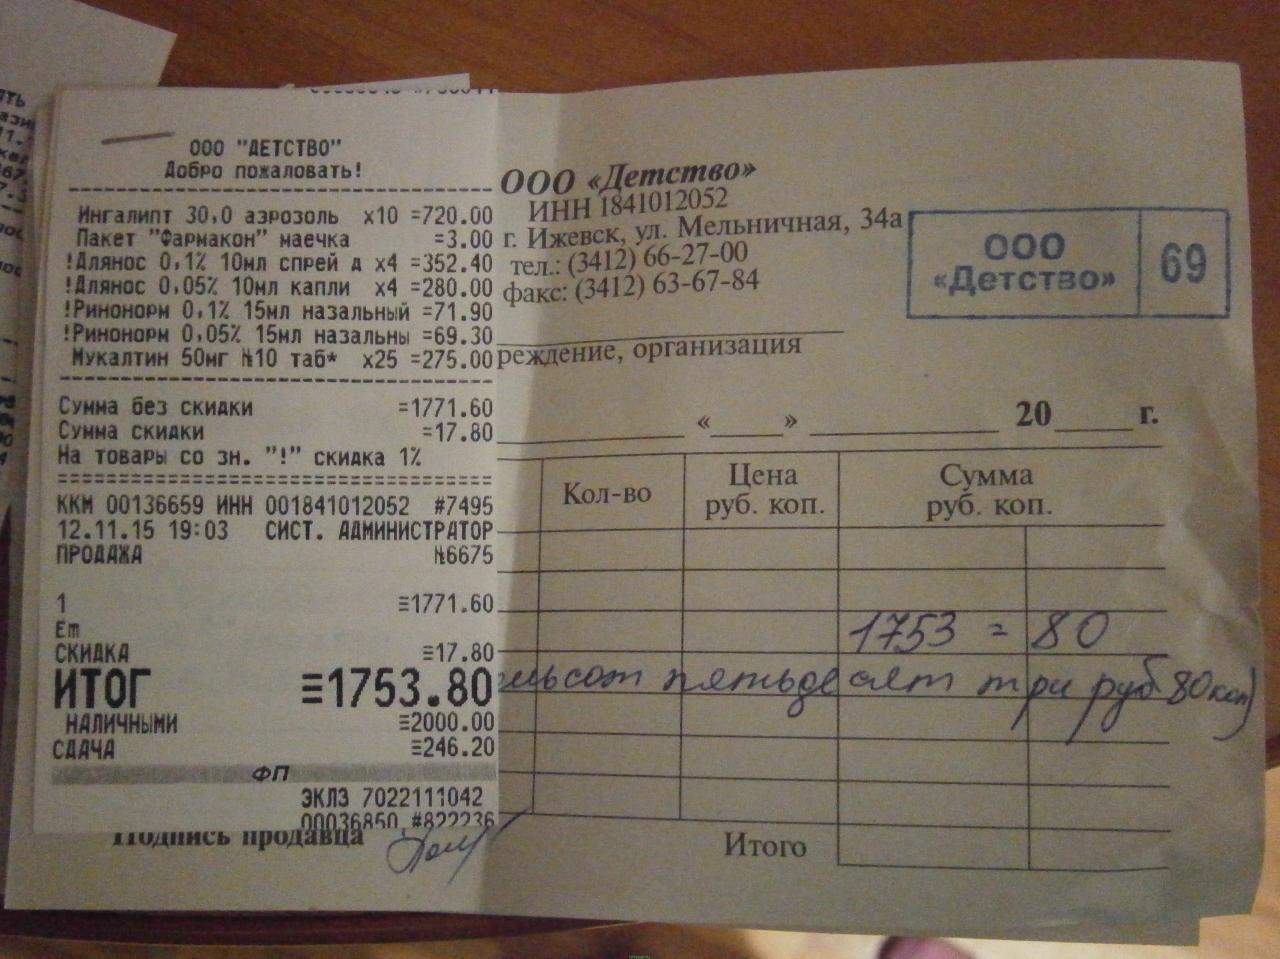 ООО "ДЕТСТВО"
Добро пожаловать!
Ингалипт 30,0 аэрозоль x10 =720.00
Пакет "Фармакон" маечка =3.00
!Длянос 0,1% 10мл спрей д x4 =352.40
!Длянос 0,05% 10мл капли x4 =280.00
!Ринонорм 0,1% 15мл назальный =71.90
!Ринонорм 0,05% 15мл назальны =69.30
Мукалтин 50мг №10 таб* x25 =275.00
Сумма без скидки =1771.60
Сумма скидки =17.80
На товары со зн. "!" скидка 1%
ККМ 00136659 ИНН 001841012052 #7495
12.11.15 19:03 СИСТ. АДМИНИСТРАТОР
ПРОДАЖА №6675
1 ≡1771.60
Em
СКИДКА ≡17.80
ИТОГ ≡1753.80
НАЛИЧНЫМИ ≡2000.00
СДАЧА ≡246.20
ФП
ЭКЛЗ 7022111042
00036850 #822236
Подпись продавца
ООО «Детство»
ИНН 1841012052
г. Ижевск, ул. Мельничная, 34а
тел.: (3412) 66-27-00
факс: (3412) 63-67-84
ООО
«Детство» 69
реждение, организация
« » 20 г.
Кол-во Цена руб. коп. Сумма руб. коп.
1753 = 80
пятьдесят три руб 80 коп)
Итого